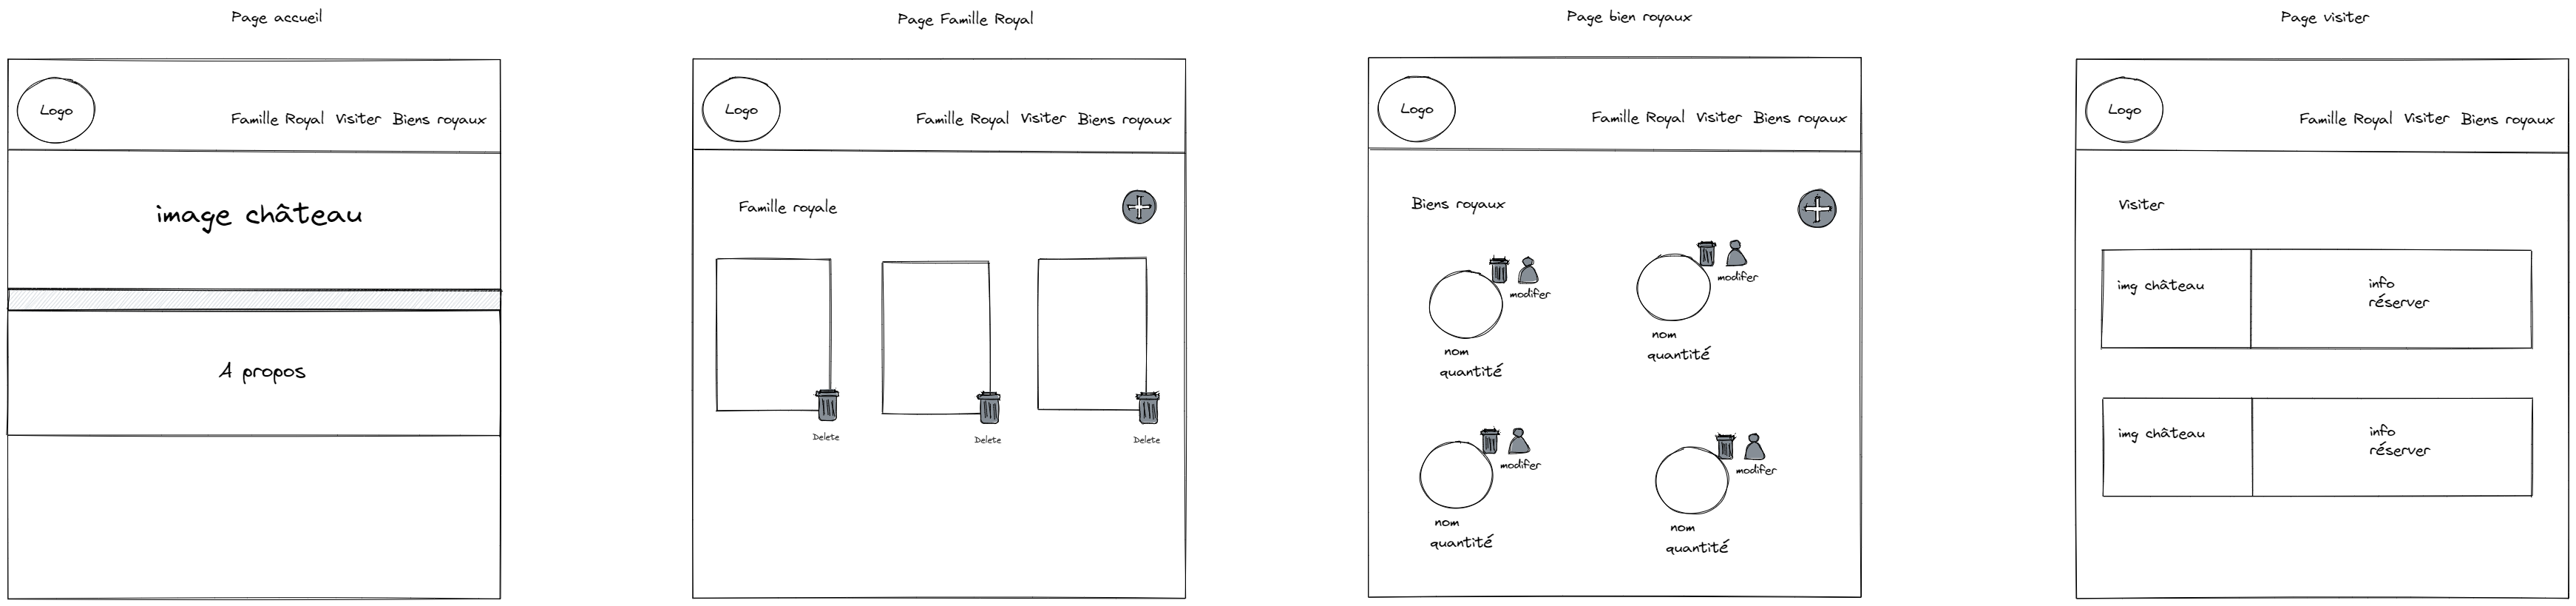 Page accueil
Logo
Famille Royal Visiter Biens royaux
image château
A propos
Page Famille Royal
Logo
Famille Royal Visiter Biens royaux
Famille royale
Delete
Delete
Delete
Page bien royaux
Logo
Famille Royal Visiter Biens royaux
Biens royaux
modifer
nom
quantité
modifer
nom
quantité
modifer
nom
quantité
modifer
nom
quantité
Page visiter
Logo
Famille Royal Visiter Biens royaux
Visiter
img château
info
réserver
img château
info
réserver